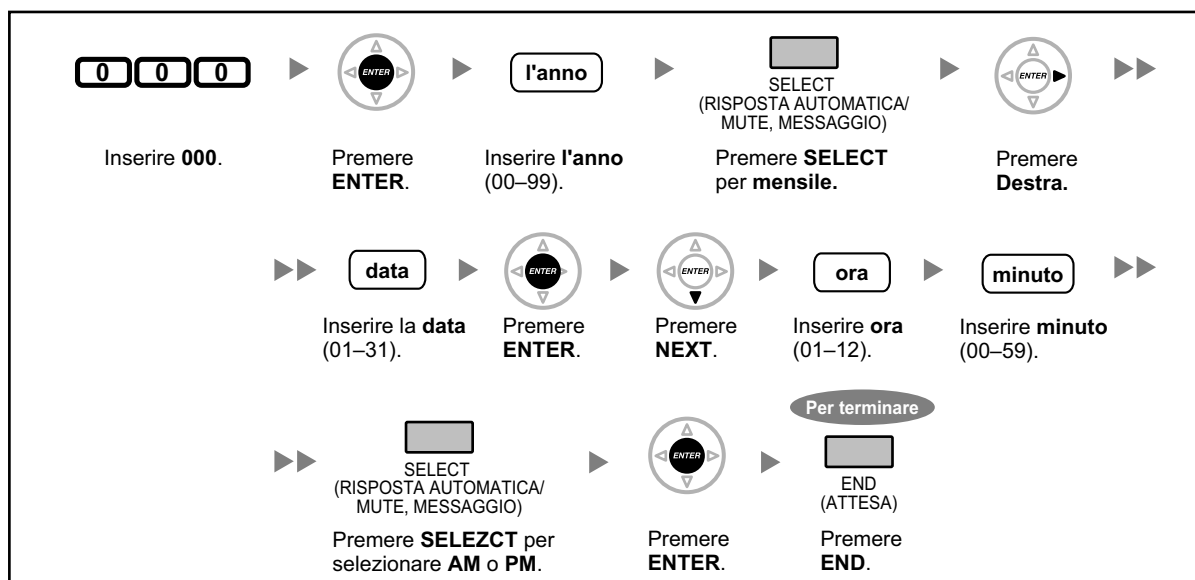 0 0 0
ENTER
l'anno
SELECT
(RISPOSTA AUTOMATICA/
MUTE, MESSAGGIO)
ENTER
Inserire 000.
Premere
ENTER.
Inserire l'anno
(00–99).
Premere SELECT
per mensile.
Premere
Destra.
data
ENTER
ENTER
ora
minuto
Inserire la data
(01–31).
Premere
ENTER.
Premere
NEXT.
Inserire ora
(01–12).
Inserire minuto
(00–59).
Per terminare
SELECT
(RISPOSTA AUTOMATICA/
MUTE, MESSAGGIO)
ENTER
END
(ATTESA)
Premere SELEZCT per
selezionare AM o PM.
Premere
ENTER.
Premere
END.